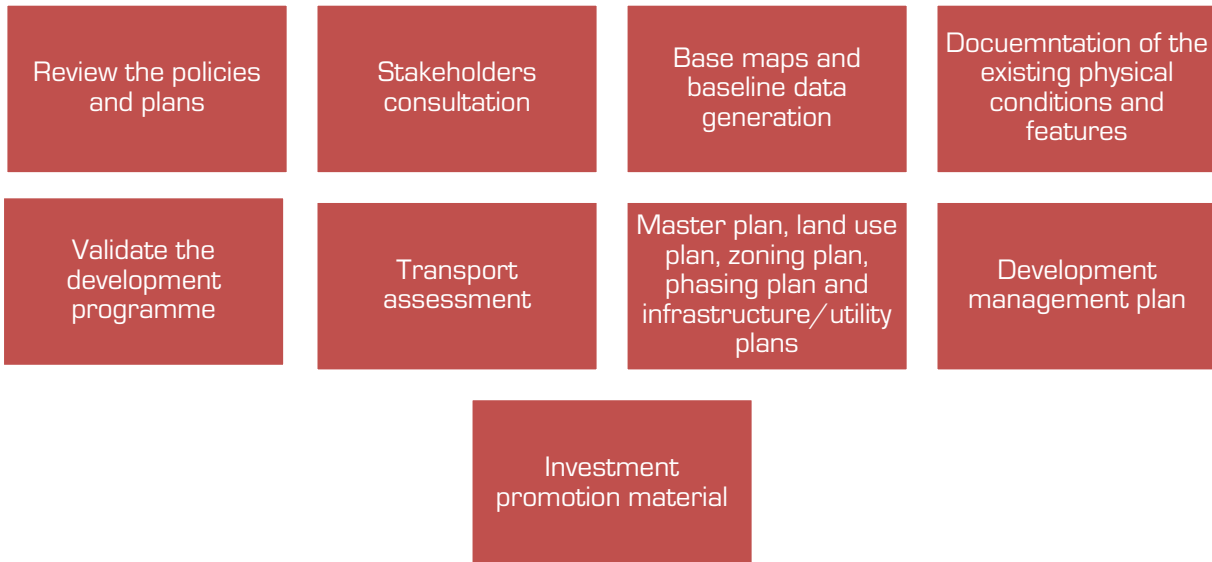 Review the policies
and plans
Stakeholders
consultation
Base maps and
baseline data
generation
Docuemntation of the
existing physical
conditions and
features
Validate the
development
programme
Transport
assessment
Master plan, land use
plan, zoning plan,
phasing plan and
infrastructure/utility
plans
Development
management plan
Investment
promotion material